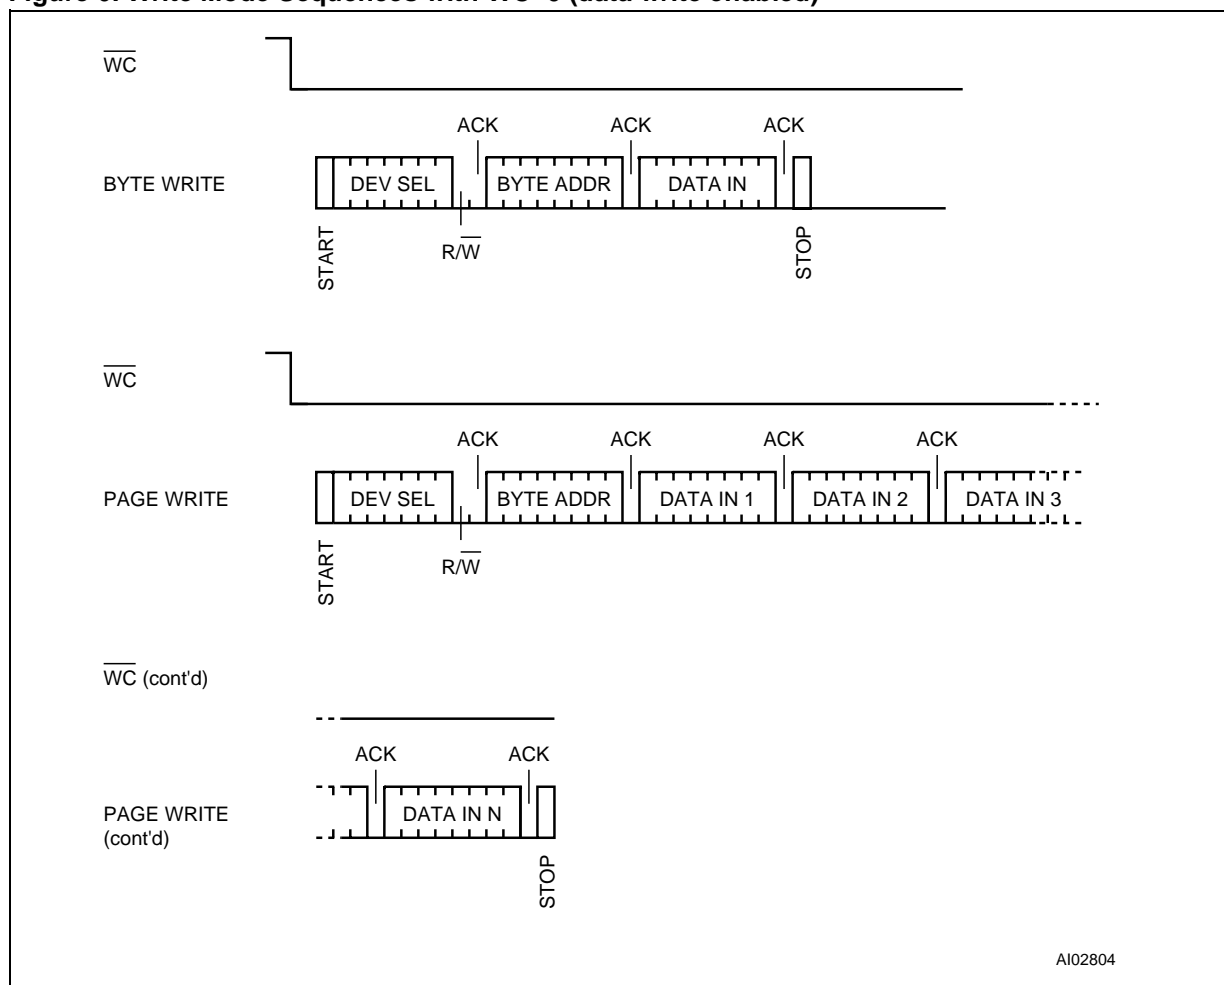 WC
ACK ACK ACK
BYTE WRITE
DEV SEL BYTE ADDR DATA IN
R/W
START
STOP
WC
ACK ACK ACK ACK
PAGE WRITE
DEV SEL BYTE ADDR DATA IN 1 DATA IN 2 DATA IN 3
R/W
START
WC (cont'd)
ACK ACK
PAGE WRITE
(cont'd)
DATA IN N
STOP
AI02804